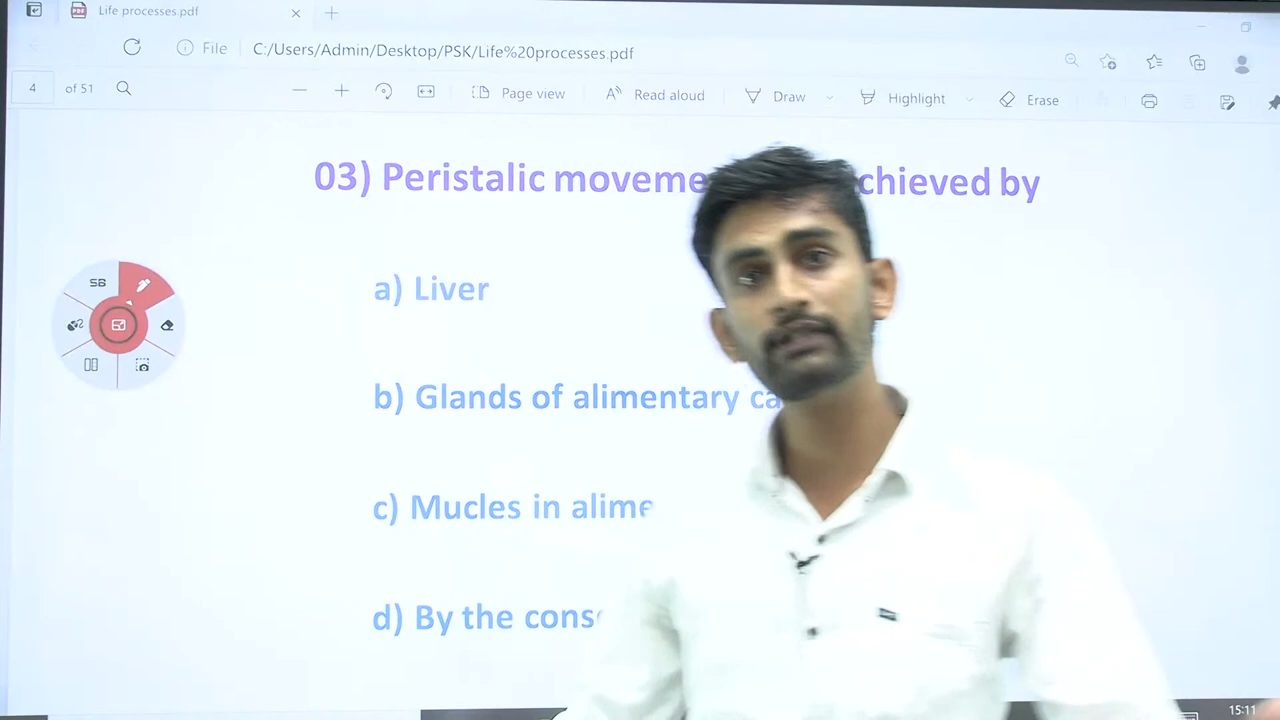 Life processes.pdf
File C:/Users/Admin/Desktop/PSK/Life%20processes.pdf
4 of 51 Page view Read aloud Draw Highlight Erase
03) Peristalic moveme chieved by
SB
a) Liver
b) Glands of alimentary ca
c) Mucles in alime
d) By the cons
15:11